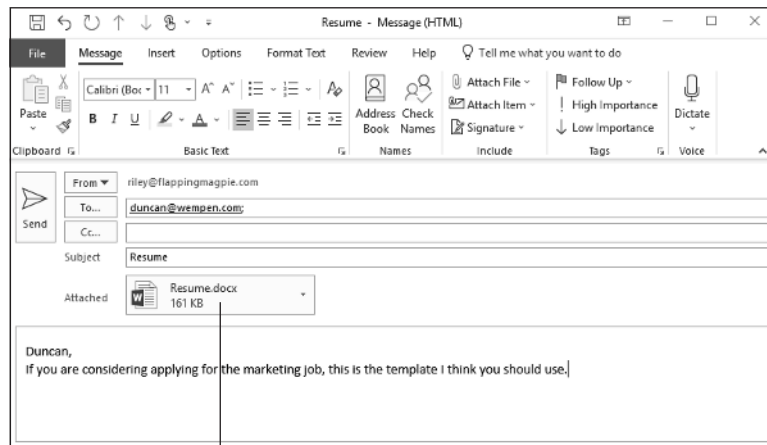 Resume - Message (HTML)
File Message Insert Options Format Text Review Help Tell me what you want to do
Paste
Calibri (Boc 11
B I U
Address Book
Check Names
Attach File
Attach Item
Signature
Follow Up
High Importance
Low Importance
Dictate
Clipboard Basic Text Names Include Tags Voice
Send
From riley@flappingmagpie.com
To... duncan@wempen.com;
Cc...
Subject Resume
Attached Resume.docx
161 KB
Duncan,
If you are considering applying for the marketing job, this is the template I think you should use.